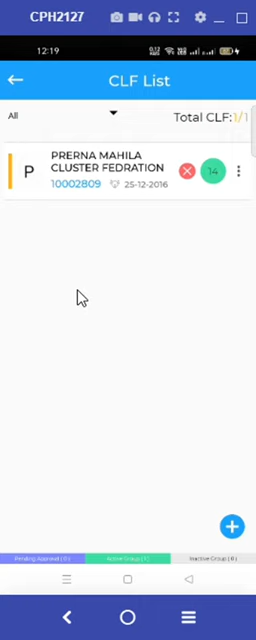 CPH2127
12:19
CLF List
All
Total CLF:1/1
P
PRERNA MAHILA
CLUSTER FEDRATION
14
10002809
25-12-2016
Pending Approval ( 0 )
Active Group ( 1 )
Inactive Group ( 0 )